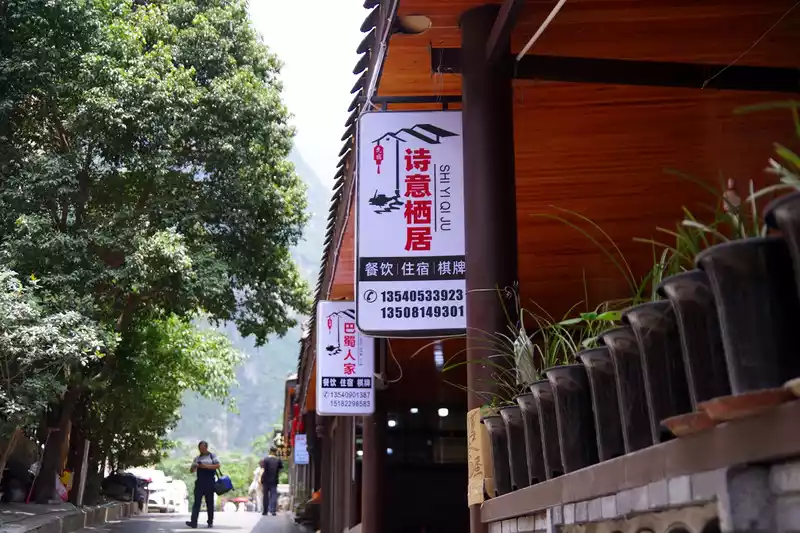 诗意栖居
SHI YI QI JU
餐饮 | 住宿 | 棋牌
13540533923
13508149301
巴蜀人家
餐饮 住宿 棋牌
13540901387
15182298583